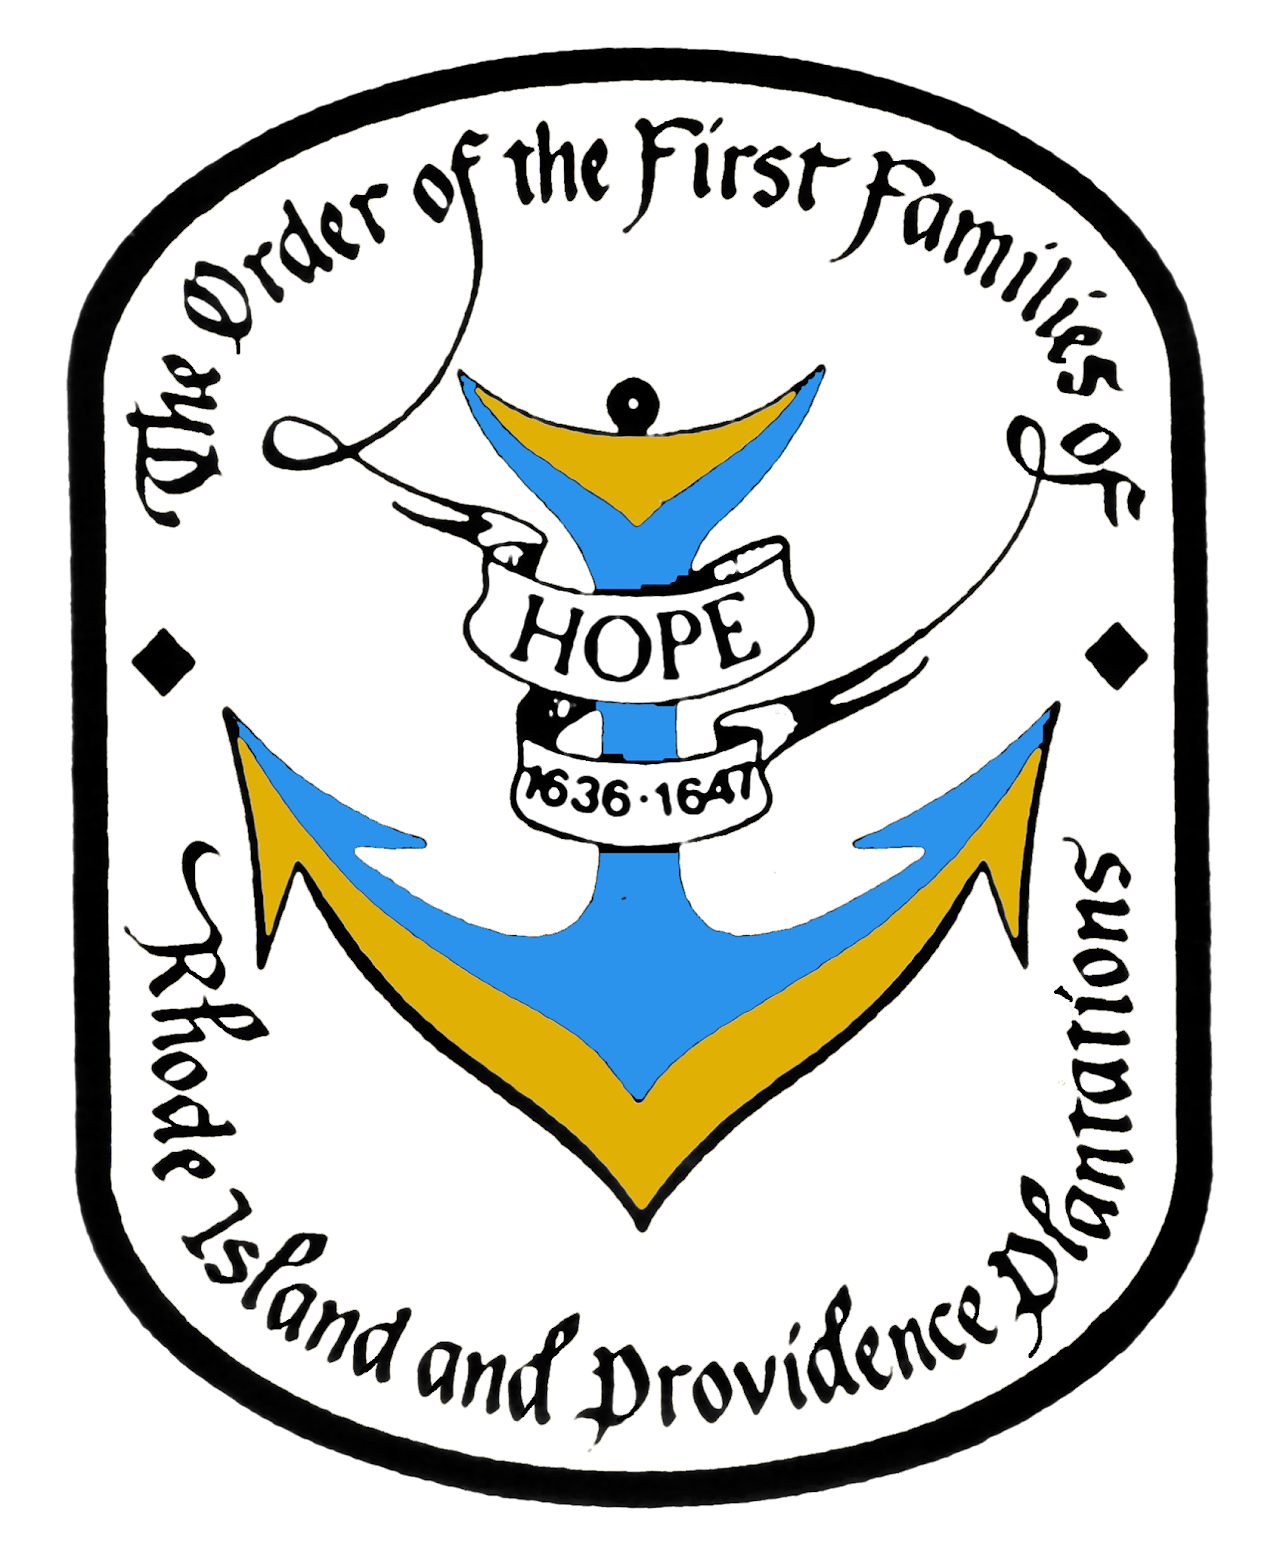 The Order of the First Families of
HOPE
1636·1647
Rhode Island and Providence Plantations